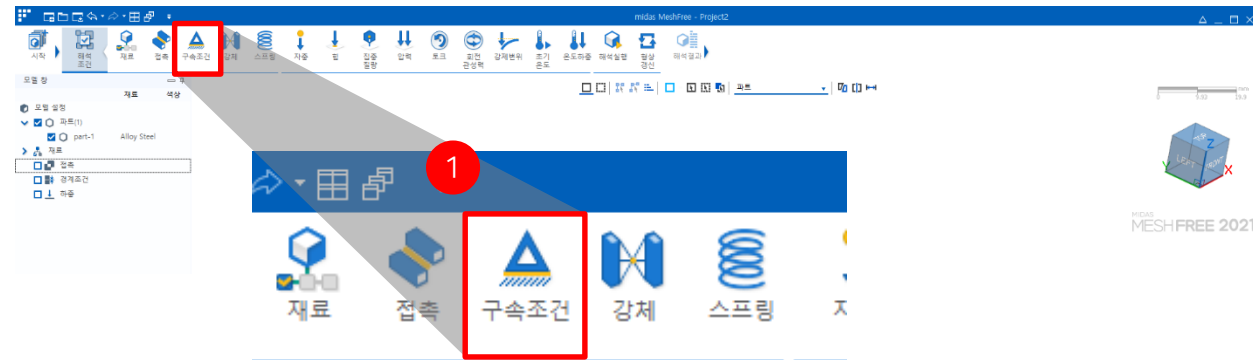 midas MeshFree - Project2
시작 해석 조건 재료 접촉 구속조건 강체 스프링 자중 힘 집중 질량 압력 토크 회전 관성력 강제변위 초기 온도 온도하중 해석실행 형상 갱신 해석결과
모델 창
재료 색상
모델 설정
파트(1)
part-1 Alloy Steel
재료
접촉
경계조건
하중
파트
1
재료 접촉 구속조건 강체 스프링
LEFT
Z
Y
X
MIDAS
MESHFREE 2021